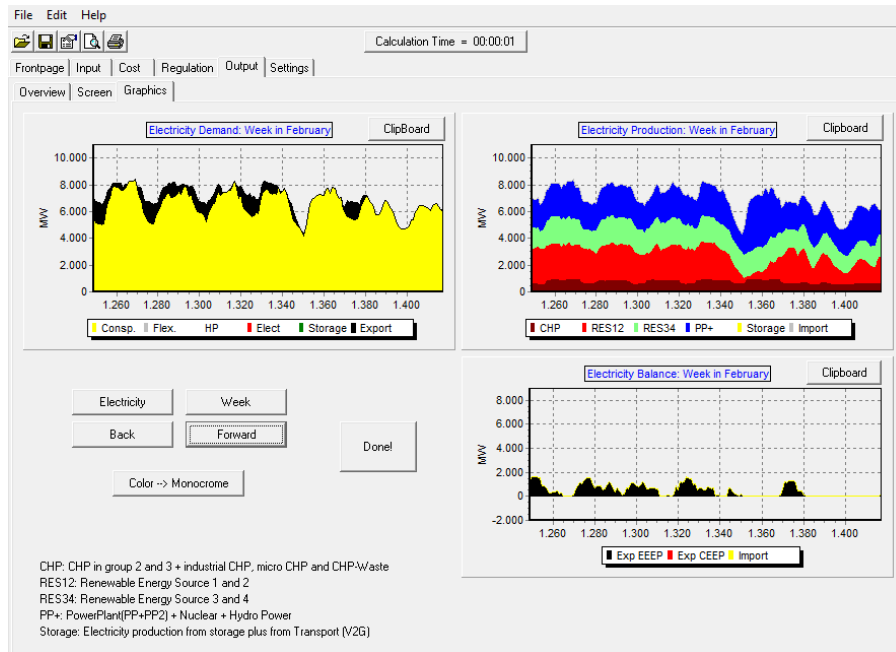 File Edit Help
Calculation Time = 00:00:01
Frontpage Input Cost Regulation Output Settings
Overview Screen Graphics
Electricity Demand: Week in February
ClipBoard
10.000
8.000
6.000
4.000
2.000
0
MW
1.260 1.280 1.300 1.320 1.340 1.360 1.380 1.400
Consp. Flex. HP Elect Storage Export
Electricity Production: Week in February
Clipboard
10.000
8.000
6.000
4.000
2.000
0
MW
1.260 1.280 1.300 1.320 1.340 1.360 1.380 1.400
CHP RES12 RES34 PP+ Storage Import
Electricity Balance: Week in February
Clipboard
8.000
6.000
4.000
2.000
0
-2.000
MW
1.260 1.280 1.300 1.320 1.340 1.360 1.380 1.400
Exp EEEP Exp CEEP Import
Electricity Week
Back Forward
Done!
Color --> Monocrome
CHP: CHP in group 2 and 3 + industrial CHP, micro CHP and CHP-Waste
RES12: Renewable Energy Source 1 and 2
RES34: Renewable Energy Source 3 and 4
PP+: PowerPlant(PP+PP2) + Nuclear + Hydro Power
Storage: Electricity production from storage plus from Transport (V2G)